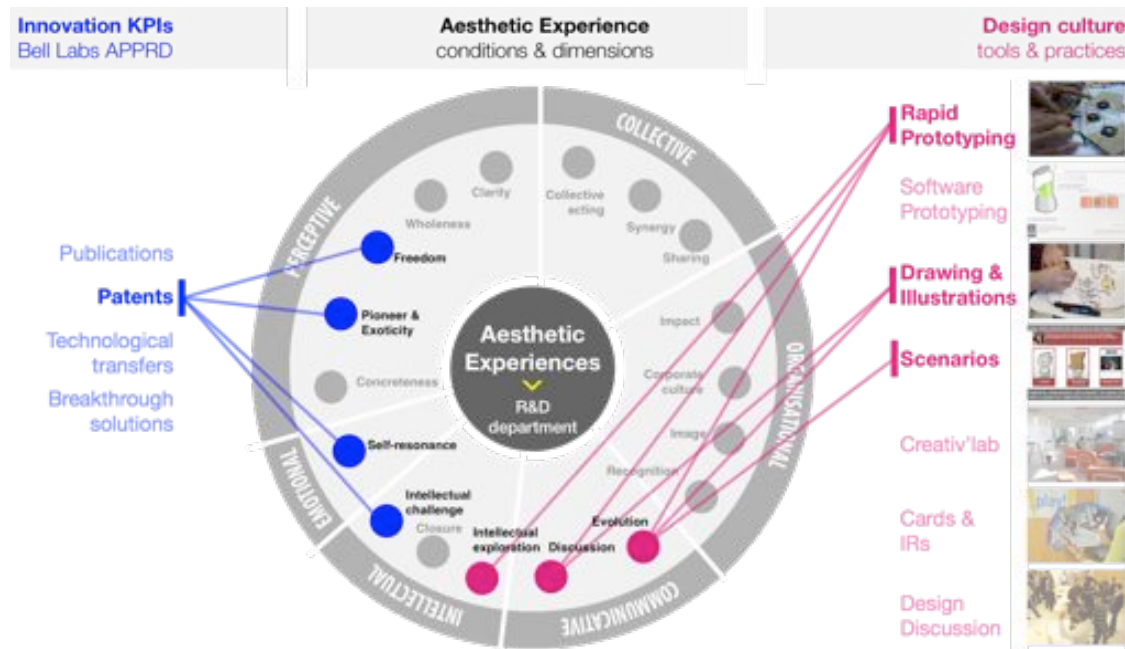 Innovation KPIs
Bell Labs APPRD
Aesthetic Experience
conditions & dimensions
Design culture
tools & practices
PERCEPTIVE
COLLECTIVE
ORGANISATIONAL
COMMUNICATIVE
INTELLECTUAL
EMOTIONAL
Publications
Patents
Technological
transfers
Breakthrough
solutions
Clarity
Wholeness
Freedom
Pioneer &
Exoticity
Concreteness
Self-resonance
Intellectual
challenge
Closure
Intellectual
exploration
Discussion
Evolution
Recognition
Image
Corporate
culture
Impact
Sharing
Synergy
Collective
acting
Aesthetic
Experiences
R&D
department
Rapid
Prototyping
Software
Prototyping
Drawing &
Illustrations
Scenarios
Creativ'lab
Cards &
IRs
Design
Discussion
play!